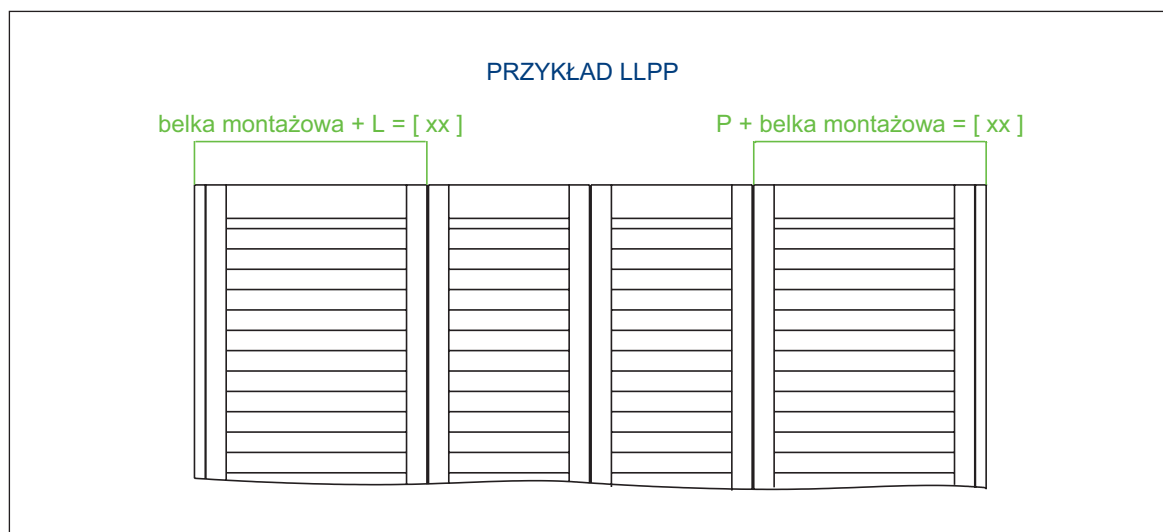 PRZYKŁAD LLPP
belka montażowa + L = [ xx ]
P + belka montażowa = [ xx ]